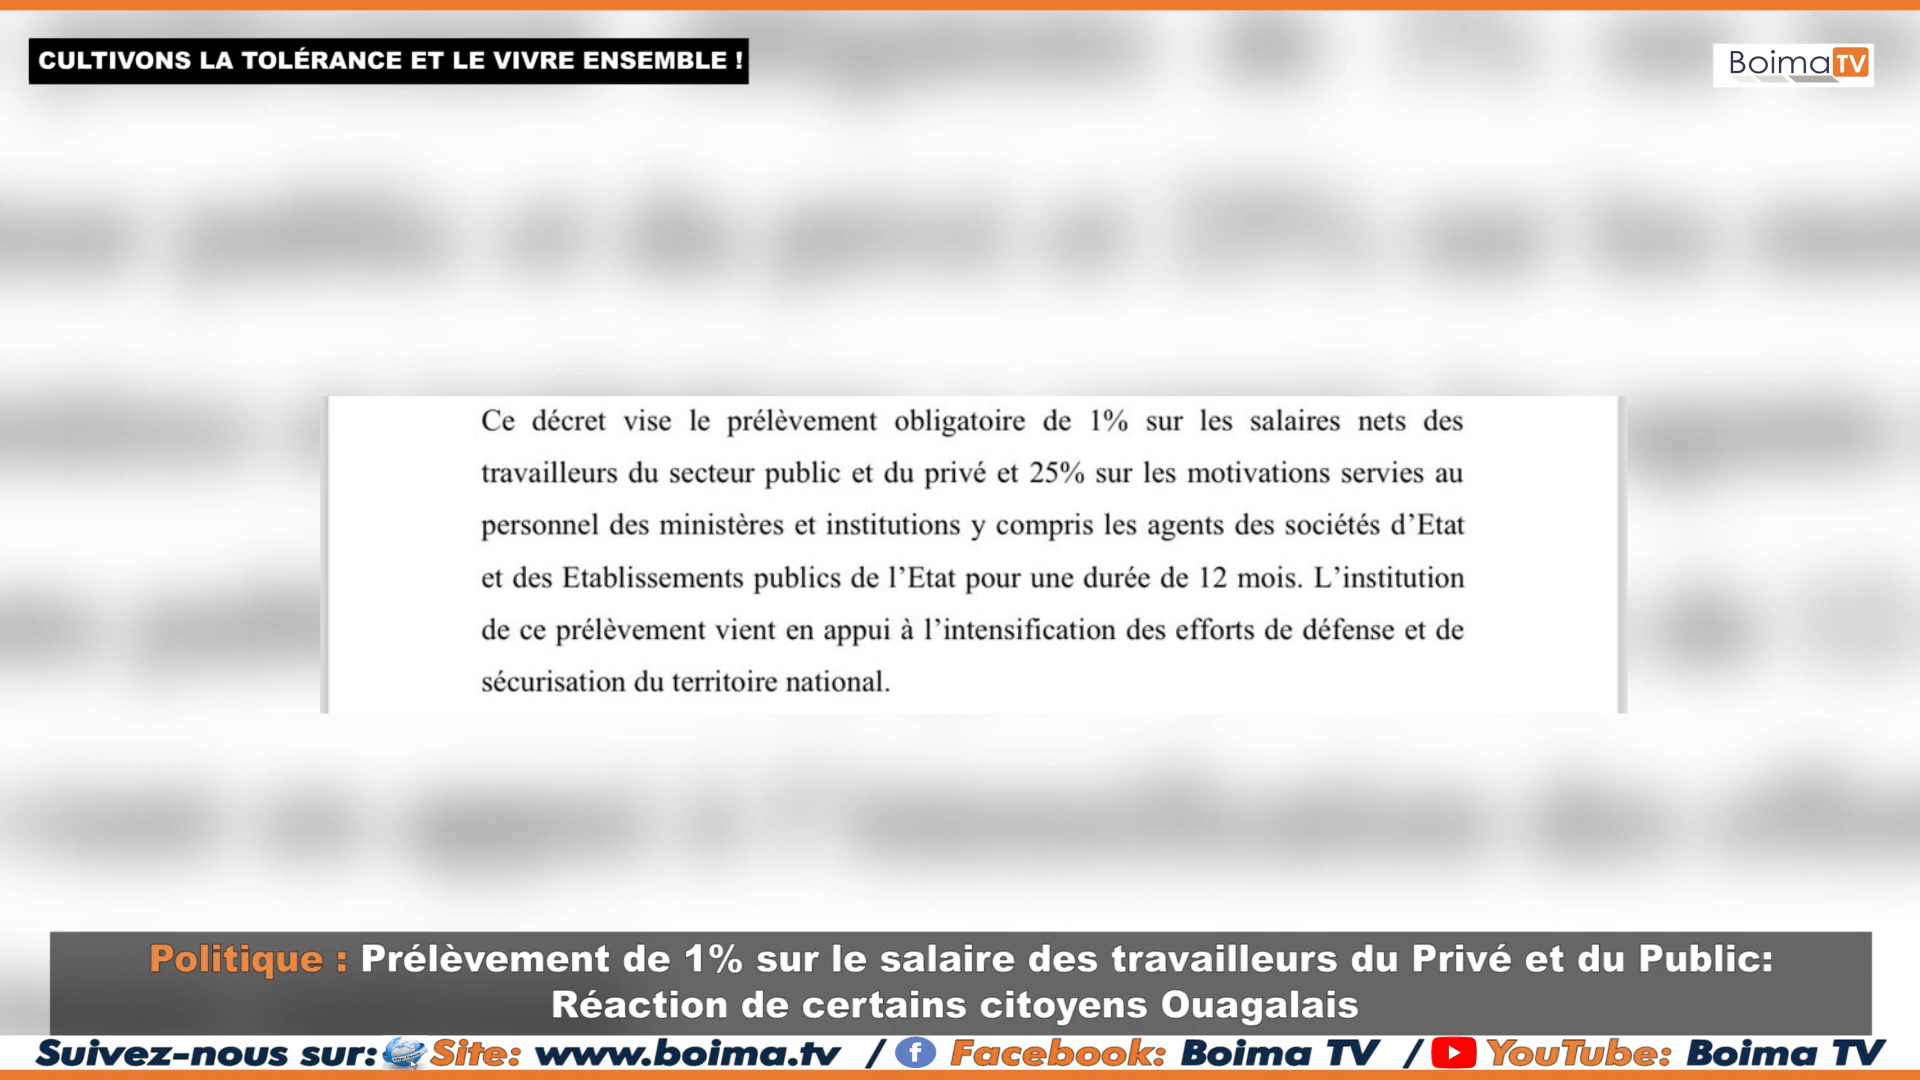 CULTIVONS LA TOLÉRANCE ET LE VIVRE ENSEMBLE !
Boima TV
Ce décret vise le prélèvement obligatoire de 1% sur les salaires nets des
travailleurs du secteur public et du privé et 25% sur les motivations servies au
personnel des ministères et institutions y compris les agents des sociétés d’Etat
et des Etablissements publics de l’Etat pour une durée de 12 mois. L’institution
de ce prélèvement vient en appui à l’intensification des efforts de défense et de
sécurisation du territoire national.
Politique : Prélèvement de 1% sur le salaire des travailleurs du Privé et du Public:
Réaction de certains citoyens Ouagalais
Suivez-nous sur: Site: www.boima.tv / f Facebook: Boima TV / YouTube: Boima TV